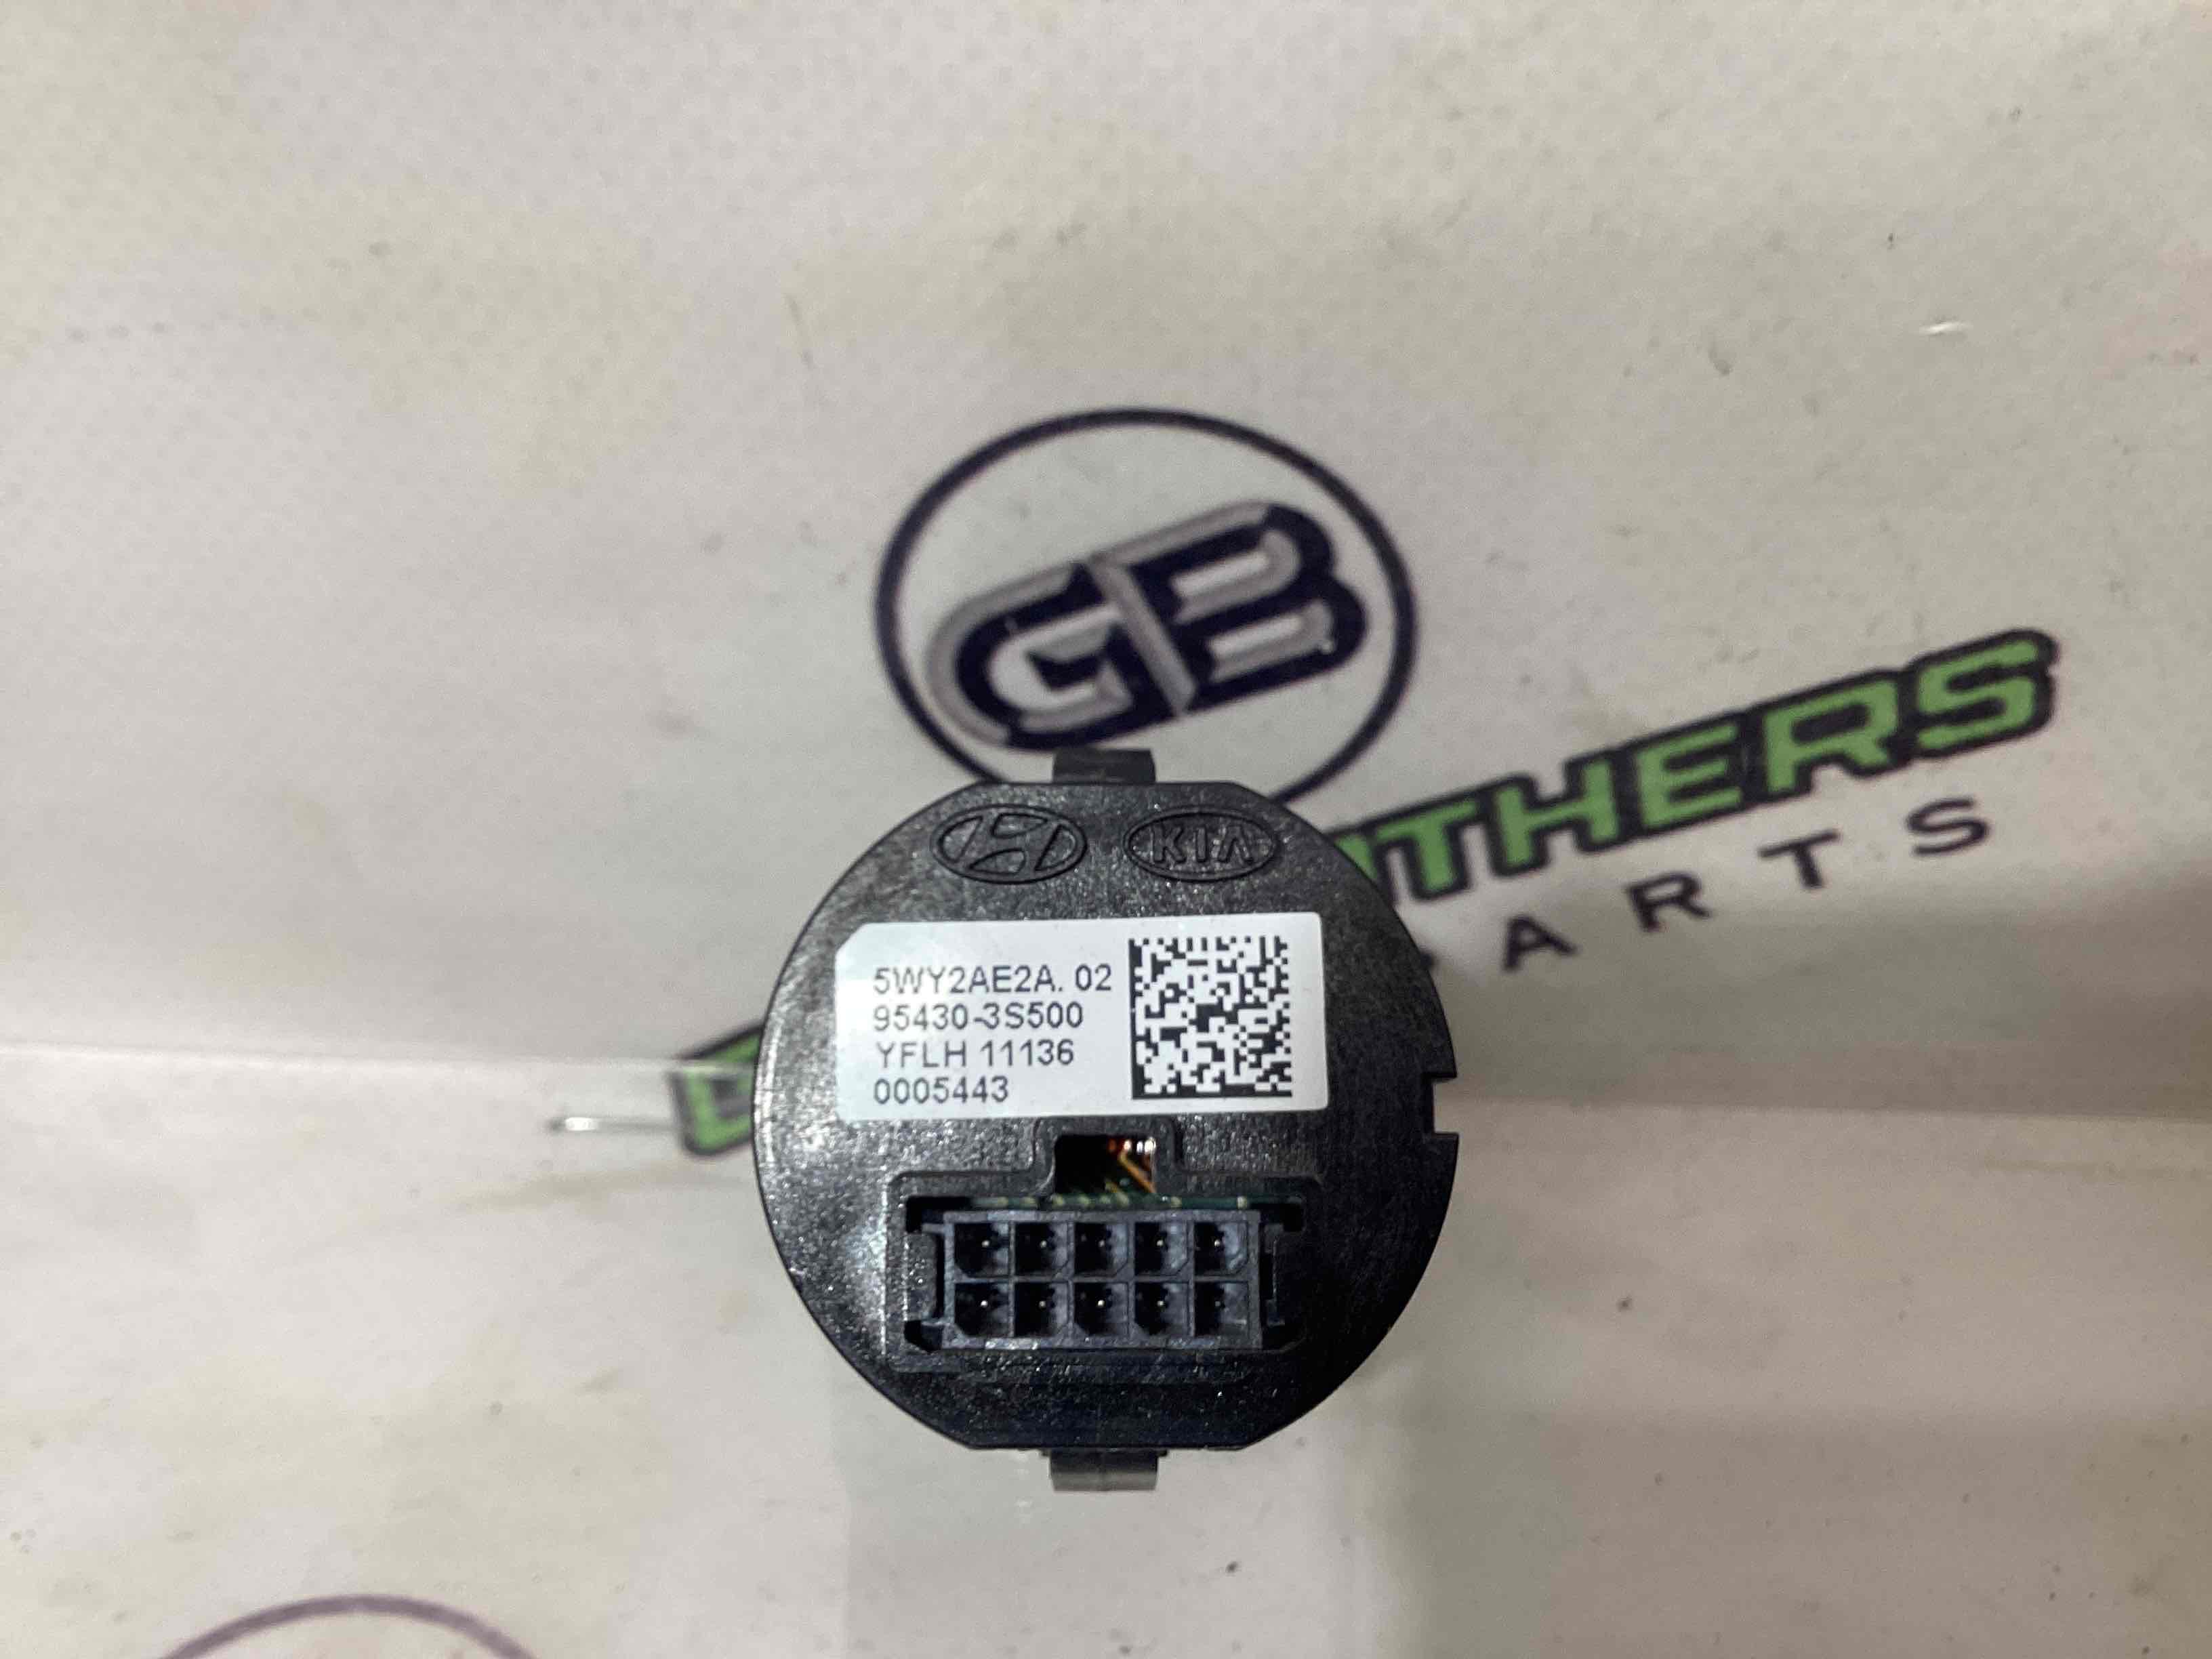 GB
THERS
ARTS
KIA
5WY2AE2A. 02
95430-3S500
YFLH 11136
0005443